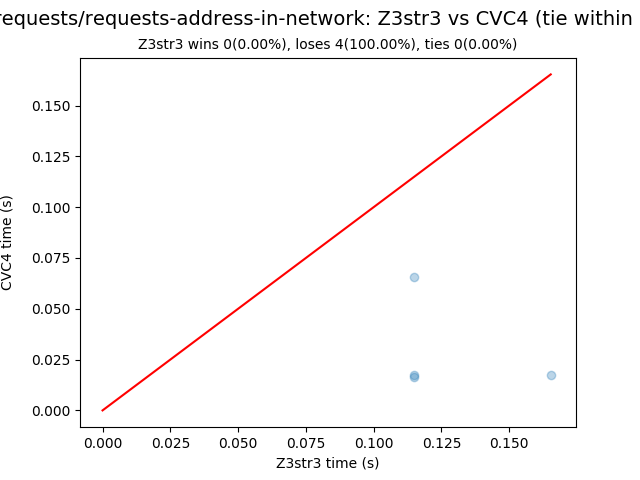 requests/requests-address-in-network: Z3str3 vs CVC4 (tie within
Z3str3 wins 0(0.00%), loses 4(100.00%), ties 0(0.00%)
CVC4 time (s)
0.150
0.125
0.100
0.075
0.050
0.025
0.000
0.000 0.025 0.050 0.075 0.100 0.125 0.150
Z3str3 time (s)